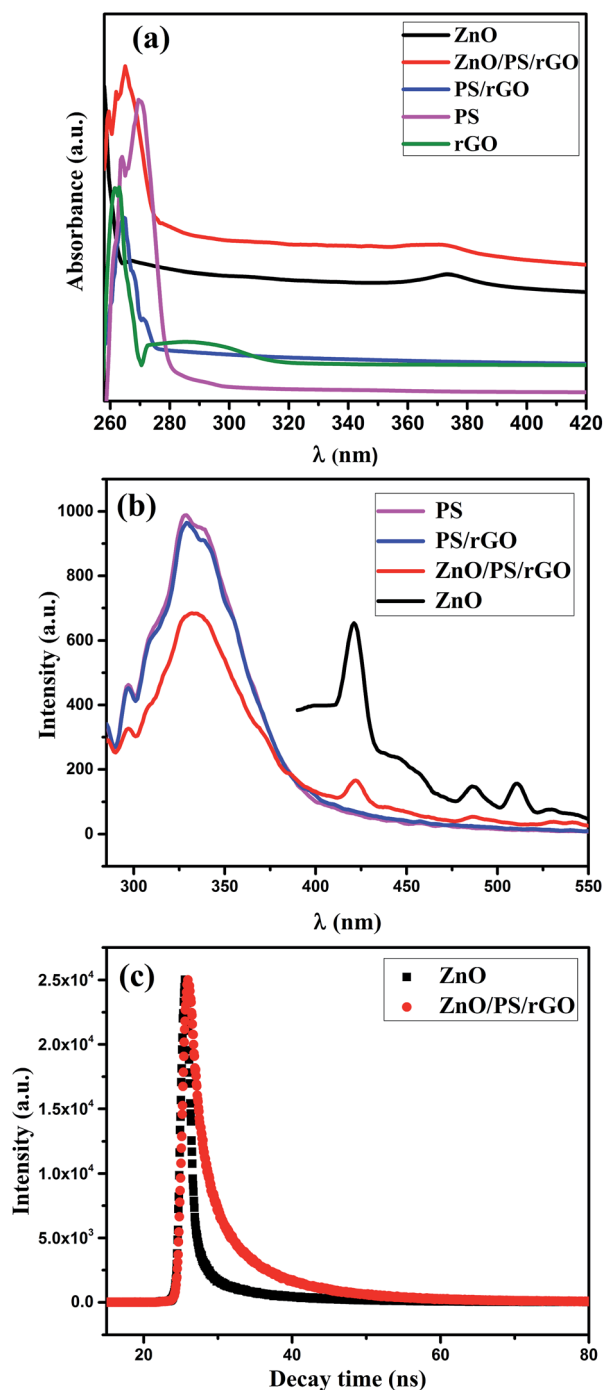 (a)
ZnO
ZnO/PS/rGO
PS/rGO
PS
rGO
Absorbance (a.u.)
260 280 300 320 340 360 380 400 420
λ (nm)
(b)
PS
PS/rGO
ZnO/PS/rGO
ZnO
1000
800
600
400
200
0
Intensity (a.u.)
300 350 400 450 500 550
λ (nm)
(c)
ZnO
ZnO/PS/rGO
2.5x10⁴
2.0x10⁴
1.5x10⁴
1.0x10⁴
5.0x10³
0.0
Intensity (a.u.)
20 40 60 80
Decay time (ns)